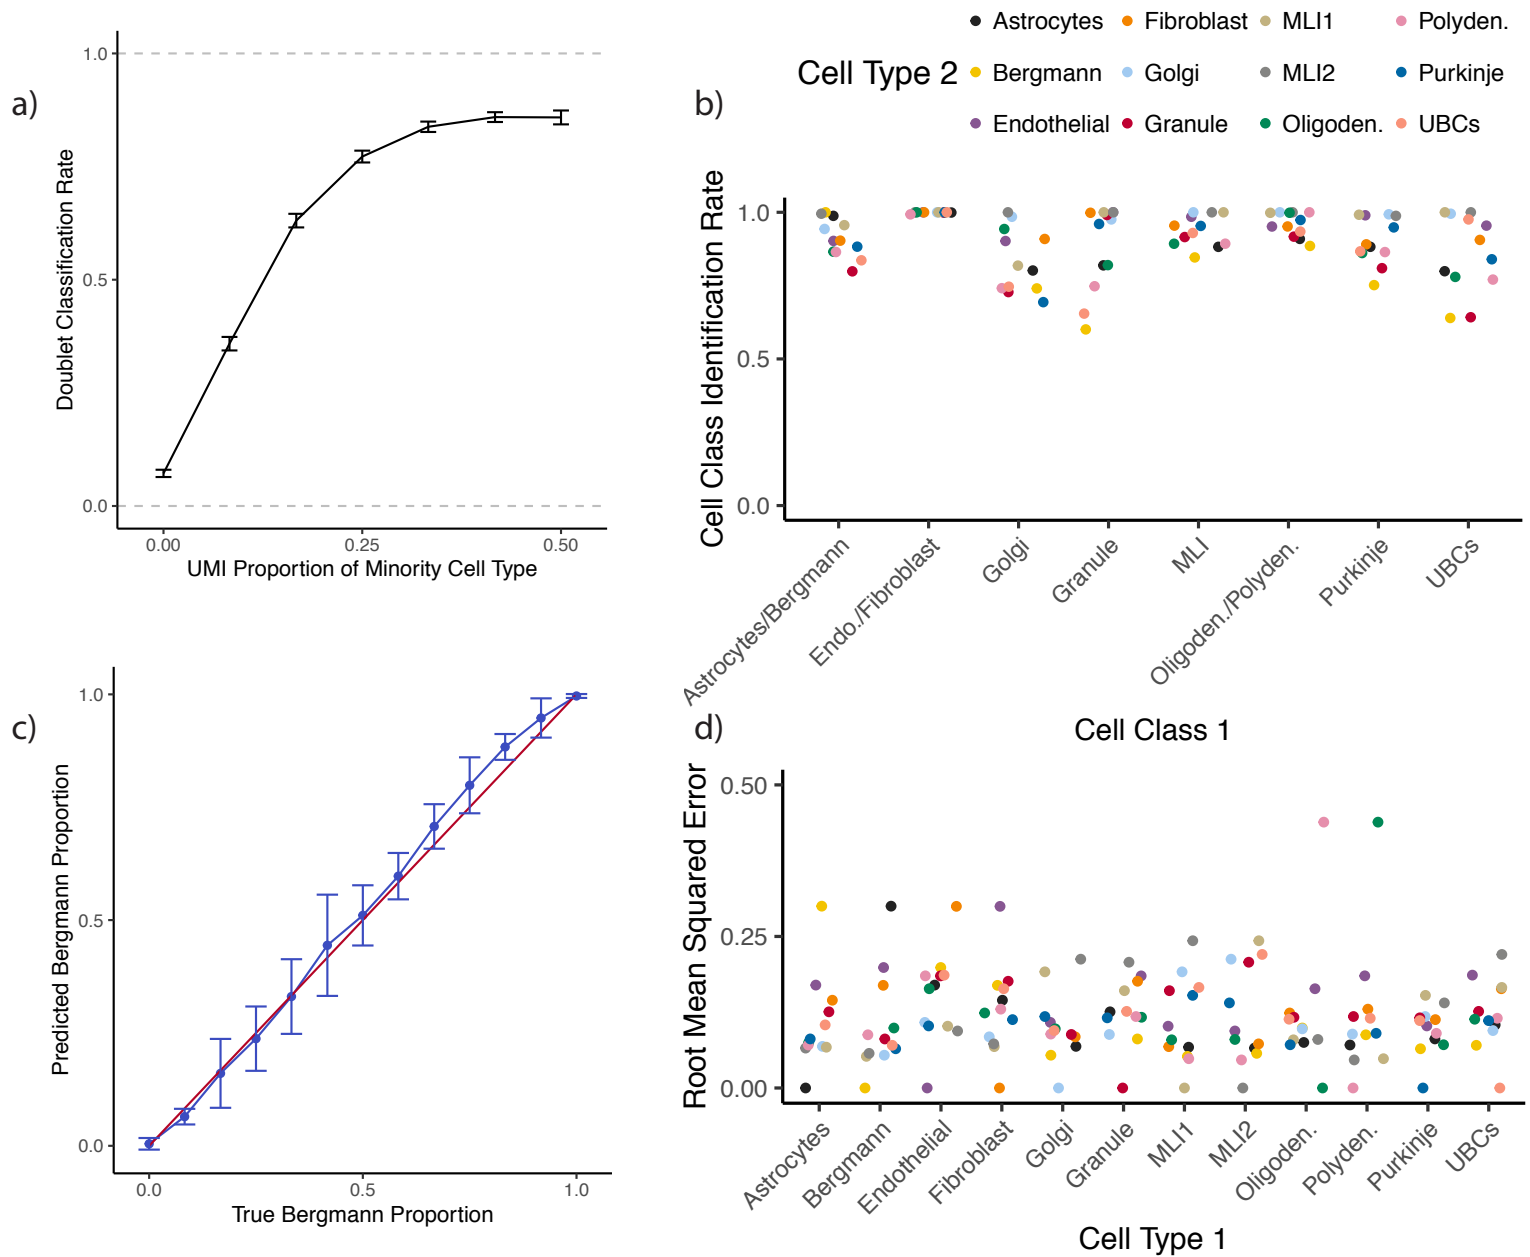 a)
1.0
0.5
0.0
Doublet Classification Rate
0.00 0.25 0.50
UMI Proportion of Minority Cell Type
b)
Cell Type 2
Astrocytes Fibroblast MLI1 Polyden.
Bergmann Golgi MLI2 Purkinje
Endothelial Granule Oligoden. UBCs
1.0
0.5
0.0
Cell Class Identification Rate
Astrocytes/Bergmann
Endo./Fibroblast
Golgi
Granule
MLI
Oligoden./Polyden.
Purkinje
UBCs
Cell Class 1
c)
1.0
0.5
0.0
Predicted Bergmann Proportion
0.0 0.5 1.0
True Bergmann Proportion
d)
0.50
0.25
0.00
Root Mean Squared Error
Astrocytes
Bergmann
Endothelial
Fibroblast
Golgi
Granule
MLI1
MLI2
Oligoden.
Polyden.
Purkinje
UBCs
Cell Type 1